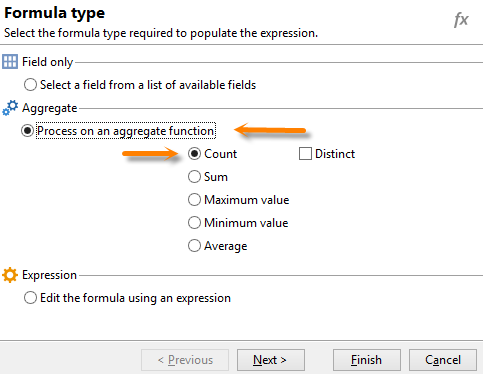 Formula type
Select the formula type required to populate the expression.
fx
Field only
Select a field from a list of available fields
Aggregate
Process on an aggregate function
Count Distinct
Sum
Maximum value
Minimum value
Average
Expression
Edit the formula using an expression
< Previous Next > Finish Cancel